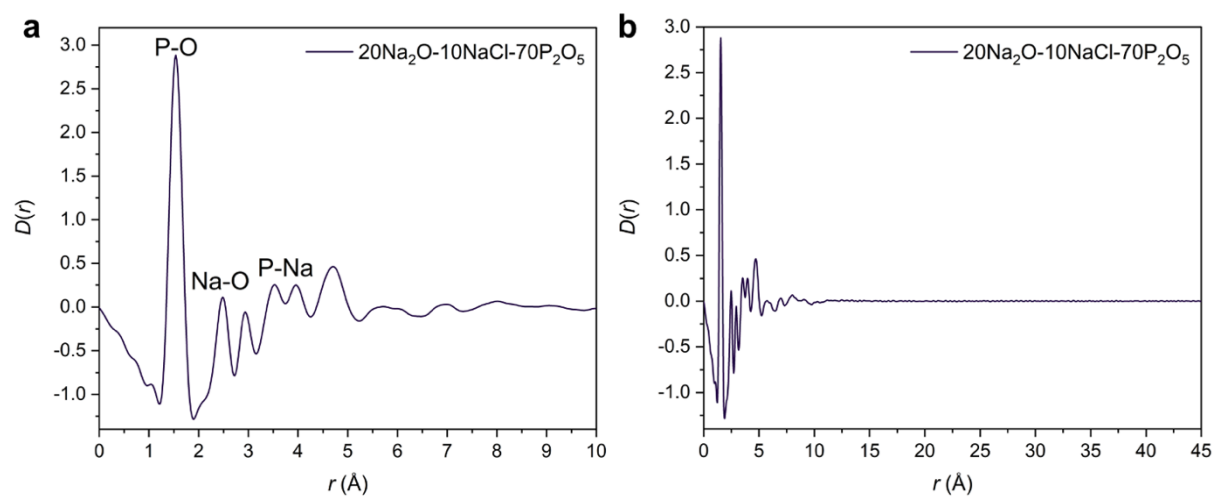 a
P-O
20Na₂O-10NaCl-70P₂O₅
Na-O
P-Na
D(r)
3.0
2.5
2.0
1.5
1.0
0.5
0.0
-0.5
-1.0
0 1 2 3 4 5 6 7 8 9 10
r (Å)
b
20Na₂O-10NaCl-70P₂O₅
D(r)
3.0
2.5
2.0
1.5
1.0
0.5
0.0
-0.5
-1.0
0 5 10 15 20 25 30 35 40 45
r (Å)